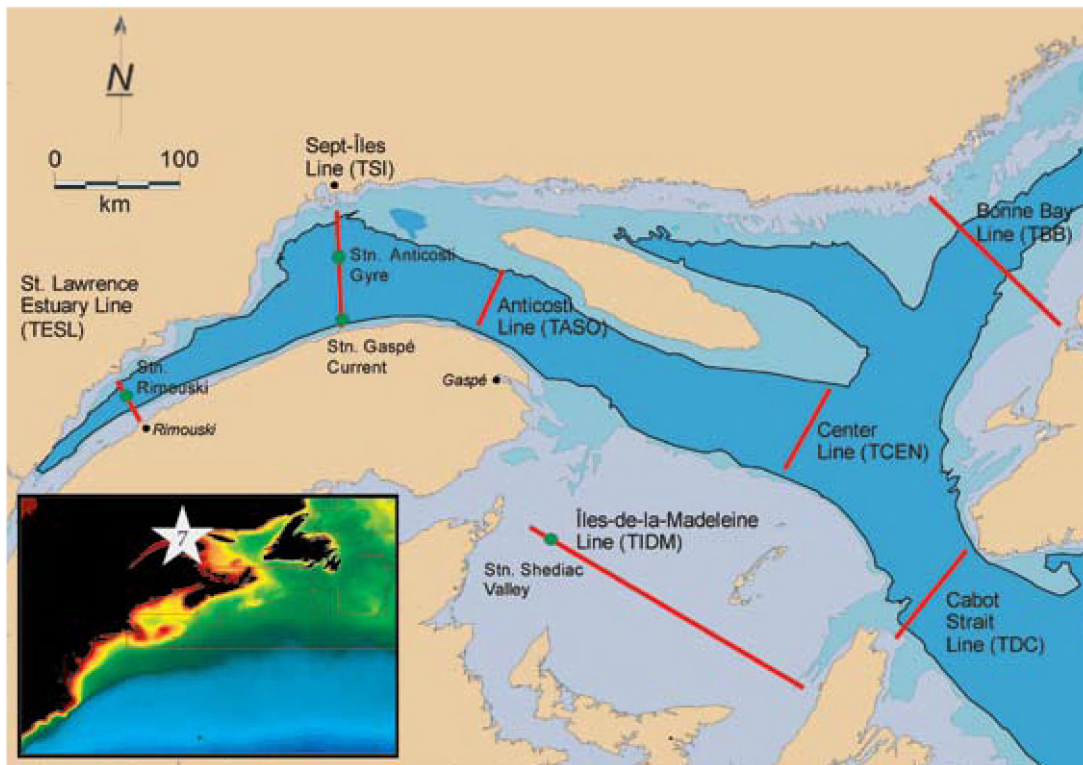 N
0 100
km
Sept-Îles
Line (TSI)
Bonne Bay
Line (TBB)
Stn. Anticosti
Gyre
St. Lawrence
Estuary Line
(TESL)
Anticosti
Line (TASO)
Stn. Gaspé
Current
Stn.
Rimouski
Gaspé
Rimouski
Center
Line (TCEN)
Îles-de-la-Madeleine
Line (TIDM)
Stn. Shediac
Valley
Cabot
Strait
Line (TDC)
7